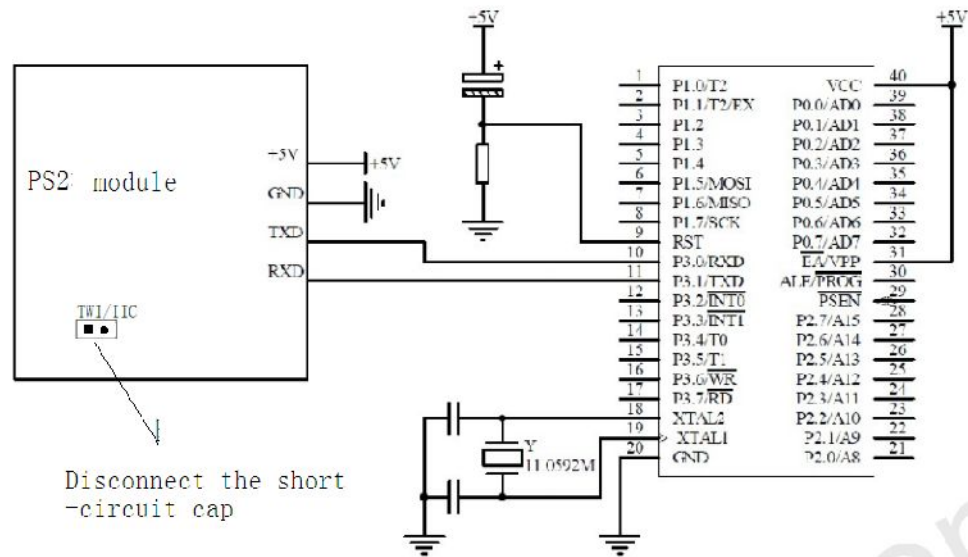 +5V
+5V
PS2 module
+5V
+5V
GND
TXD
RXD
TWI/IIC
Disconnect the short
-circuit cap
+
1 P1.0/T2 VCC 40
2 P1.1/T2/EX P0.0/AD0 39
3 P1.2 P0.1/AD1 38
4 P1.3 P0.2/AD2 37
5 P1.4 P0.3/AD3 36
6 P1.5/MOSI P0.4/AD4 35
7 P1.6/MISO P0.5/AD5 34
8 P1.7/SCK P0.6/AD6 33
9 RST P0.7/AD7 32
10 P3.0/RXD EA/VPP 31
11 P3.1/TXD ALE/PROG 30
12 P3.2/INT0 PSEN 29
13 P3.3/INT1 P2.7/A15 28
14 P3.4/T0 P2.6/A14 27
15 P3.5/T1 P2.5/A13 26
16 P3.6/WR P2.4/A12 25
17 P3.7/RD P2.3/A11 24
18 XTAL2 P2.2/A10 23
19 XTAL1 P2.1/A9 22
20 GND P2.0/A8 21
Y
11.0592M